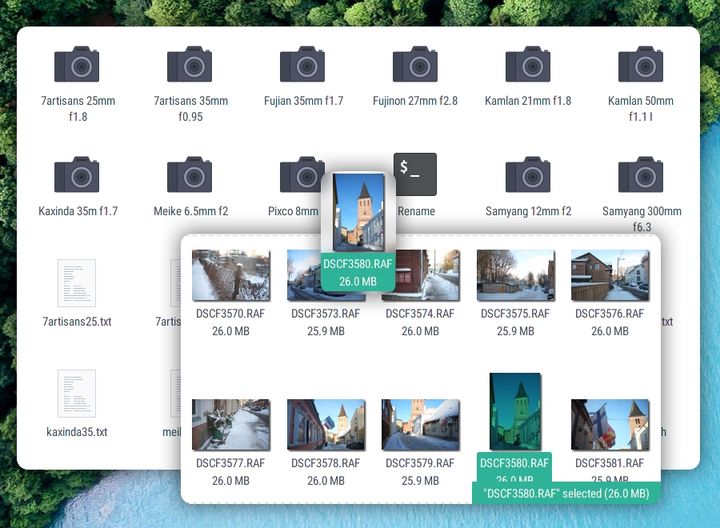 7artisans 25mm
f1.8
7artisans 35mm
f0.95
Fujian 35mm f1.7
Fujinon 27mm f2.8
Kamlan 21mm f1.8
Kamlan 50mm
f1.1 I
Kaxinda 35m f1.7
Meike 6.5mm f2
Pixco 8mm
$_
Rename
Samyang 12mm f2
Samyang 300mm
f6.3
DSCF3580.RAF
26.0 MB
DSCF3570.RAF
26.0 MB
DSCF3573.RAF
25.9 MB
DSCF3574.RAF
26.0 MB
DSCF3575.RAF
25.9 MB
DSCF3576.RAF
26.0 MB
7artisans25.txt
7artis
txt
DSCF3577.RAF
26.0 MB
DSCF3578.RAF
26.0 MB
DSCF3579.RAF
25.9 MB
DSCF3580.RAF
26.0 MB
DSCF3581.RAF
25.9 MB
kaxinda35.txt
meik
h
"DSCF3580.RAF" selected (26.0 MB)